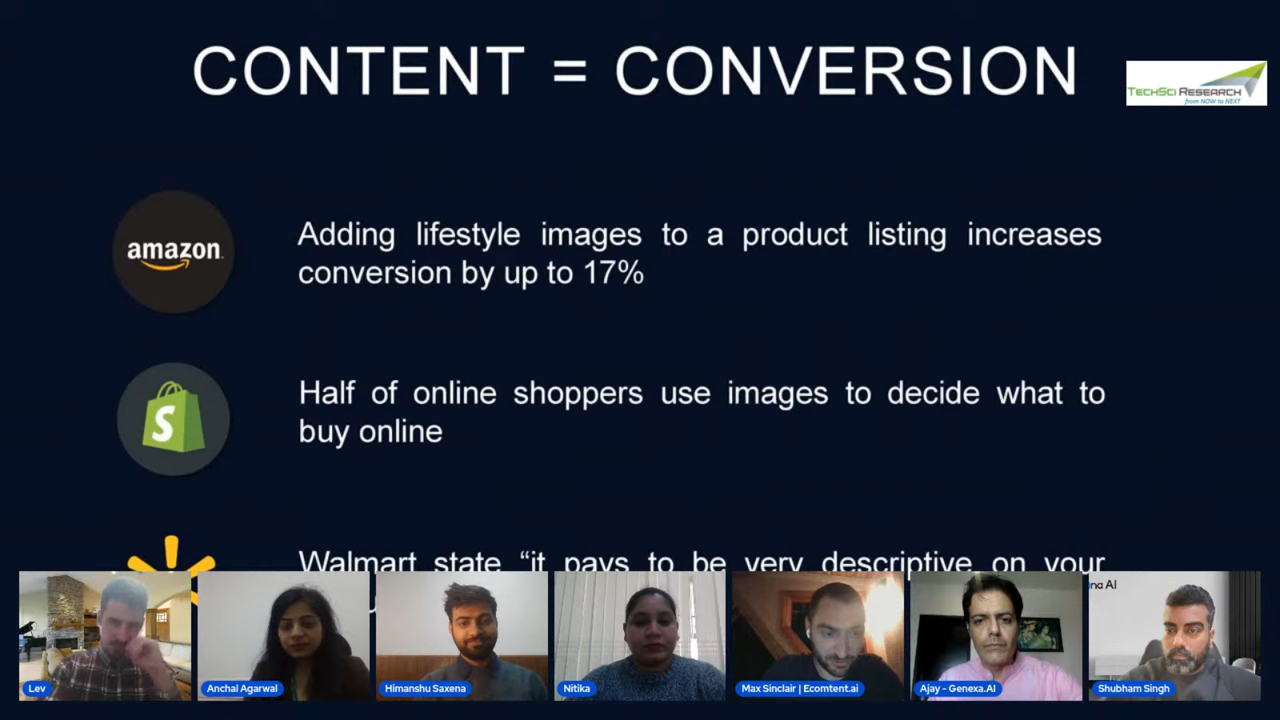 CONTENT = CONVERSION
TECHSCI RESEARCH
from NOW to NEXT
amazon
Adding lifestyle images to a product listing increases
conversion by up to 17%
S
Half of online shoppers use images to decide what to
buy online
Walmart state “it pays to be very descriptive on your
AI
Lev
Anchal Agarwal
Himanshu Saxena
Nitika
Max Sinclair | Ecomtent.ai
Ajay - Genexa.AI
Shubham Singh